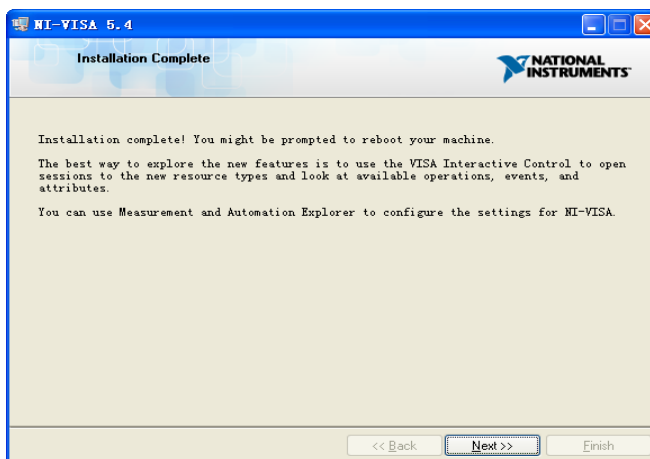 NI-VISA 5.4
Installation Complete
NATIONAL
INSTRUMENTS™
Installation complete! You might be prompted to reboot your machine.
The best way to explore the new features is to use the VISA Interactive Control to open
sessions to the new resource types and look at available operations, events, and
attributes.
You can use Measurement and Automation Explorer to configure the settings for NI-VISA.
<< Back
Next >>
Finish